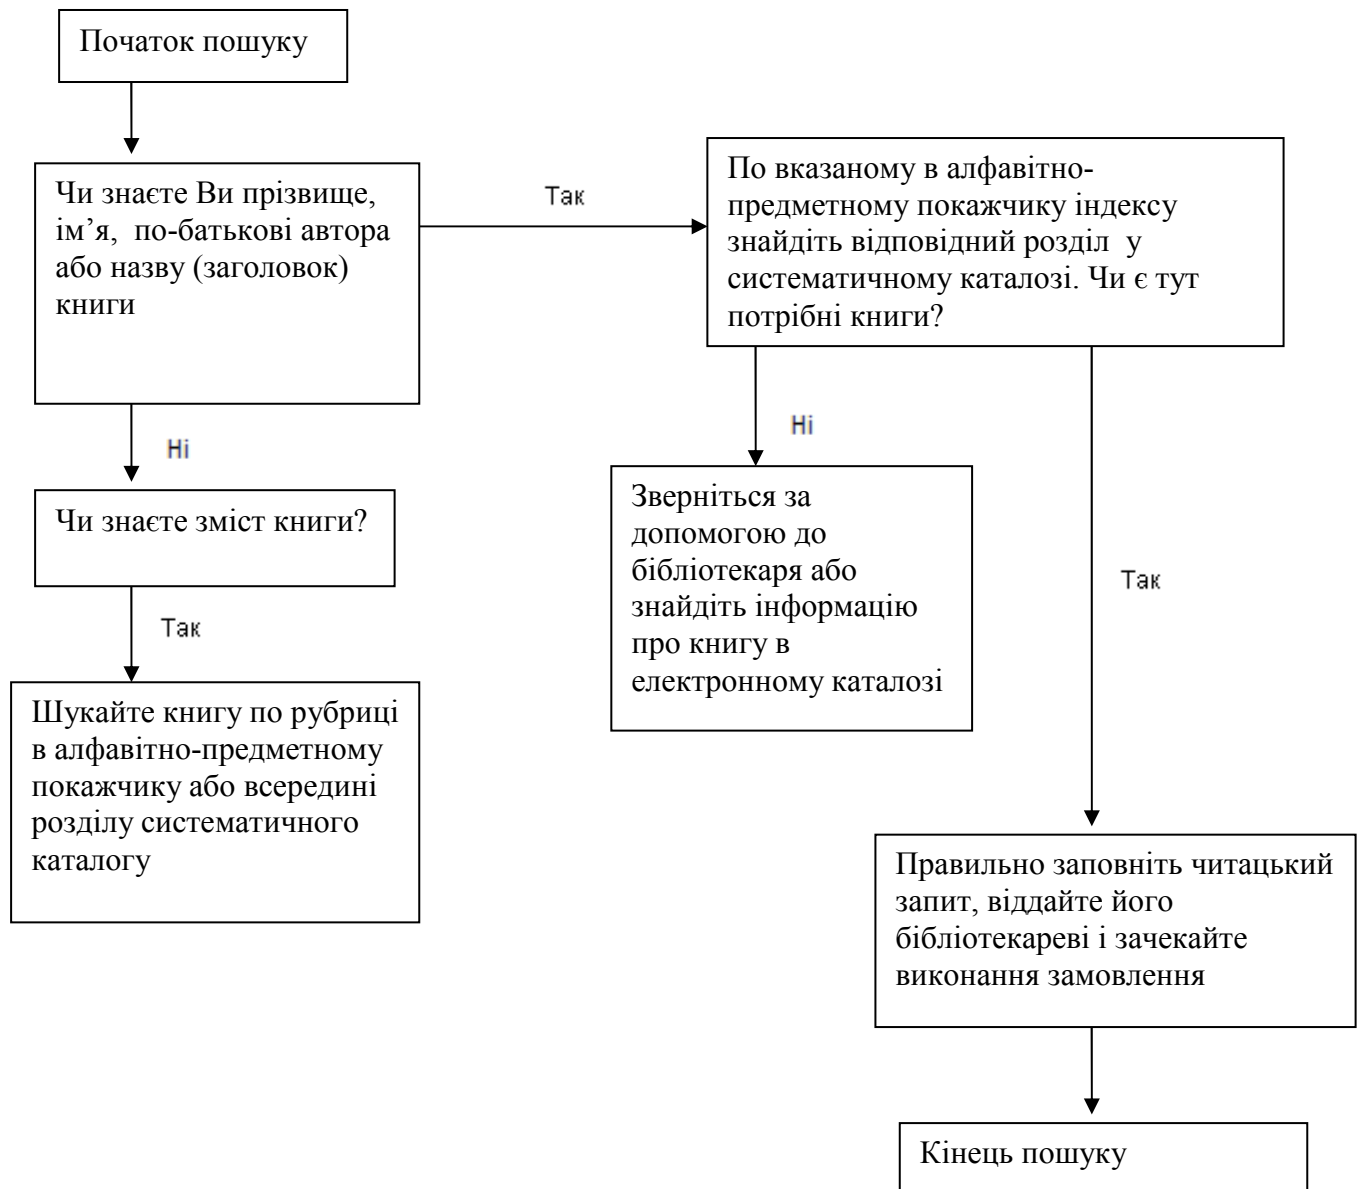 Початок пошуку
Чи знаєте Ви прізвище,
ім’я,  по-батькові автора
або назву (заголовок)
книги
Так
По вказаному в алфавітно-
предметному покажчику індексу
знайдіть відповідний розділ  у
систематичному каталозі. Чи є тут
потрібні книги?
Ні
Чи знаєте зміст книги?
Так
Шукайте книгу по рубриці
в алфавітно-предметному
покажчику або всередині
розділу систематичного
каталогу
Ні
Зверніться за
допомогою до
бібліотекаря або
знайдіть інформацію
про книгу в
електронному каталозі
Так
Правильно заповніть читацький
запит, віддайте його
бібліотекареві і зачекайте
виконання замовлення
Кінець пошуку